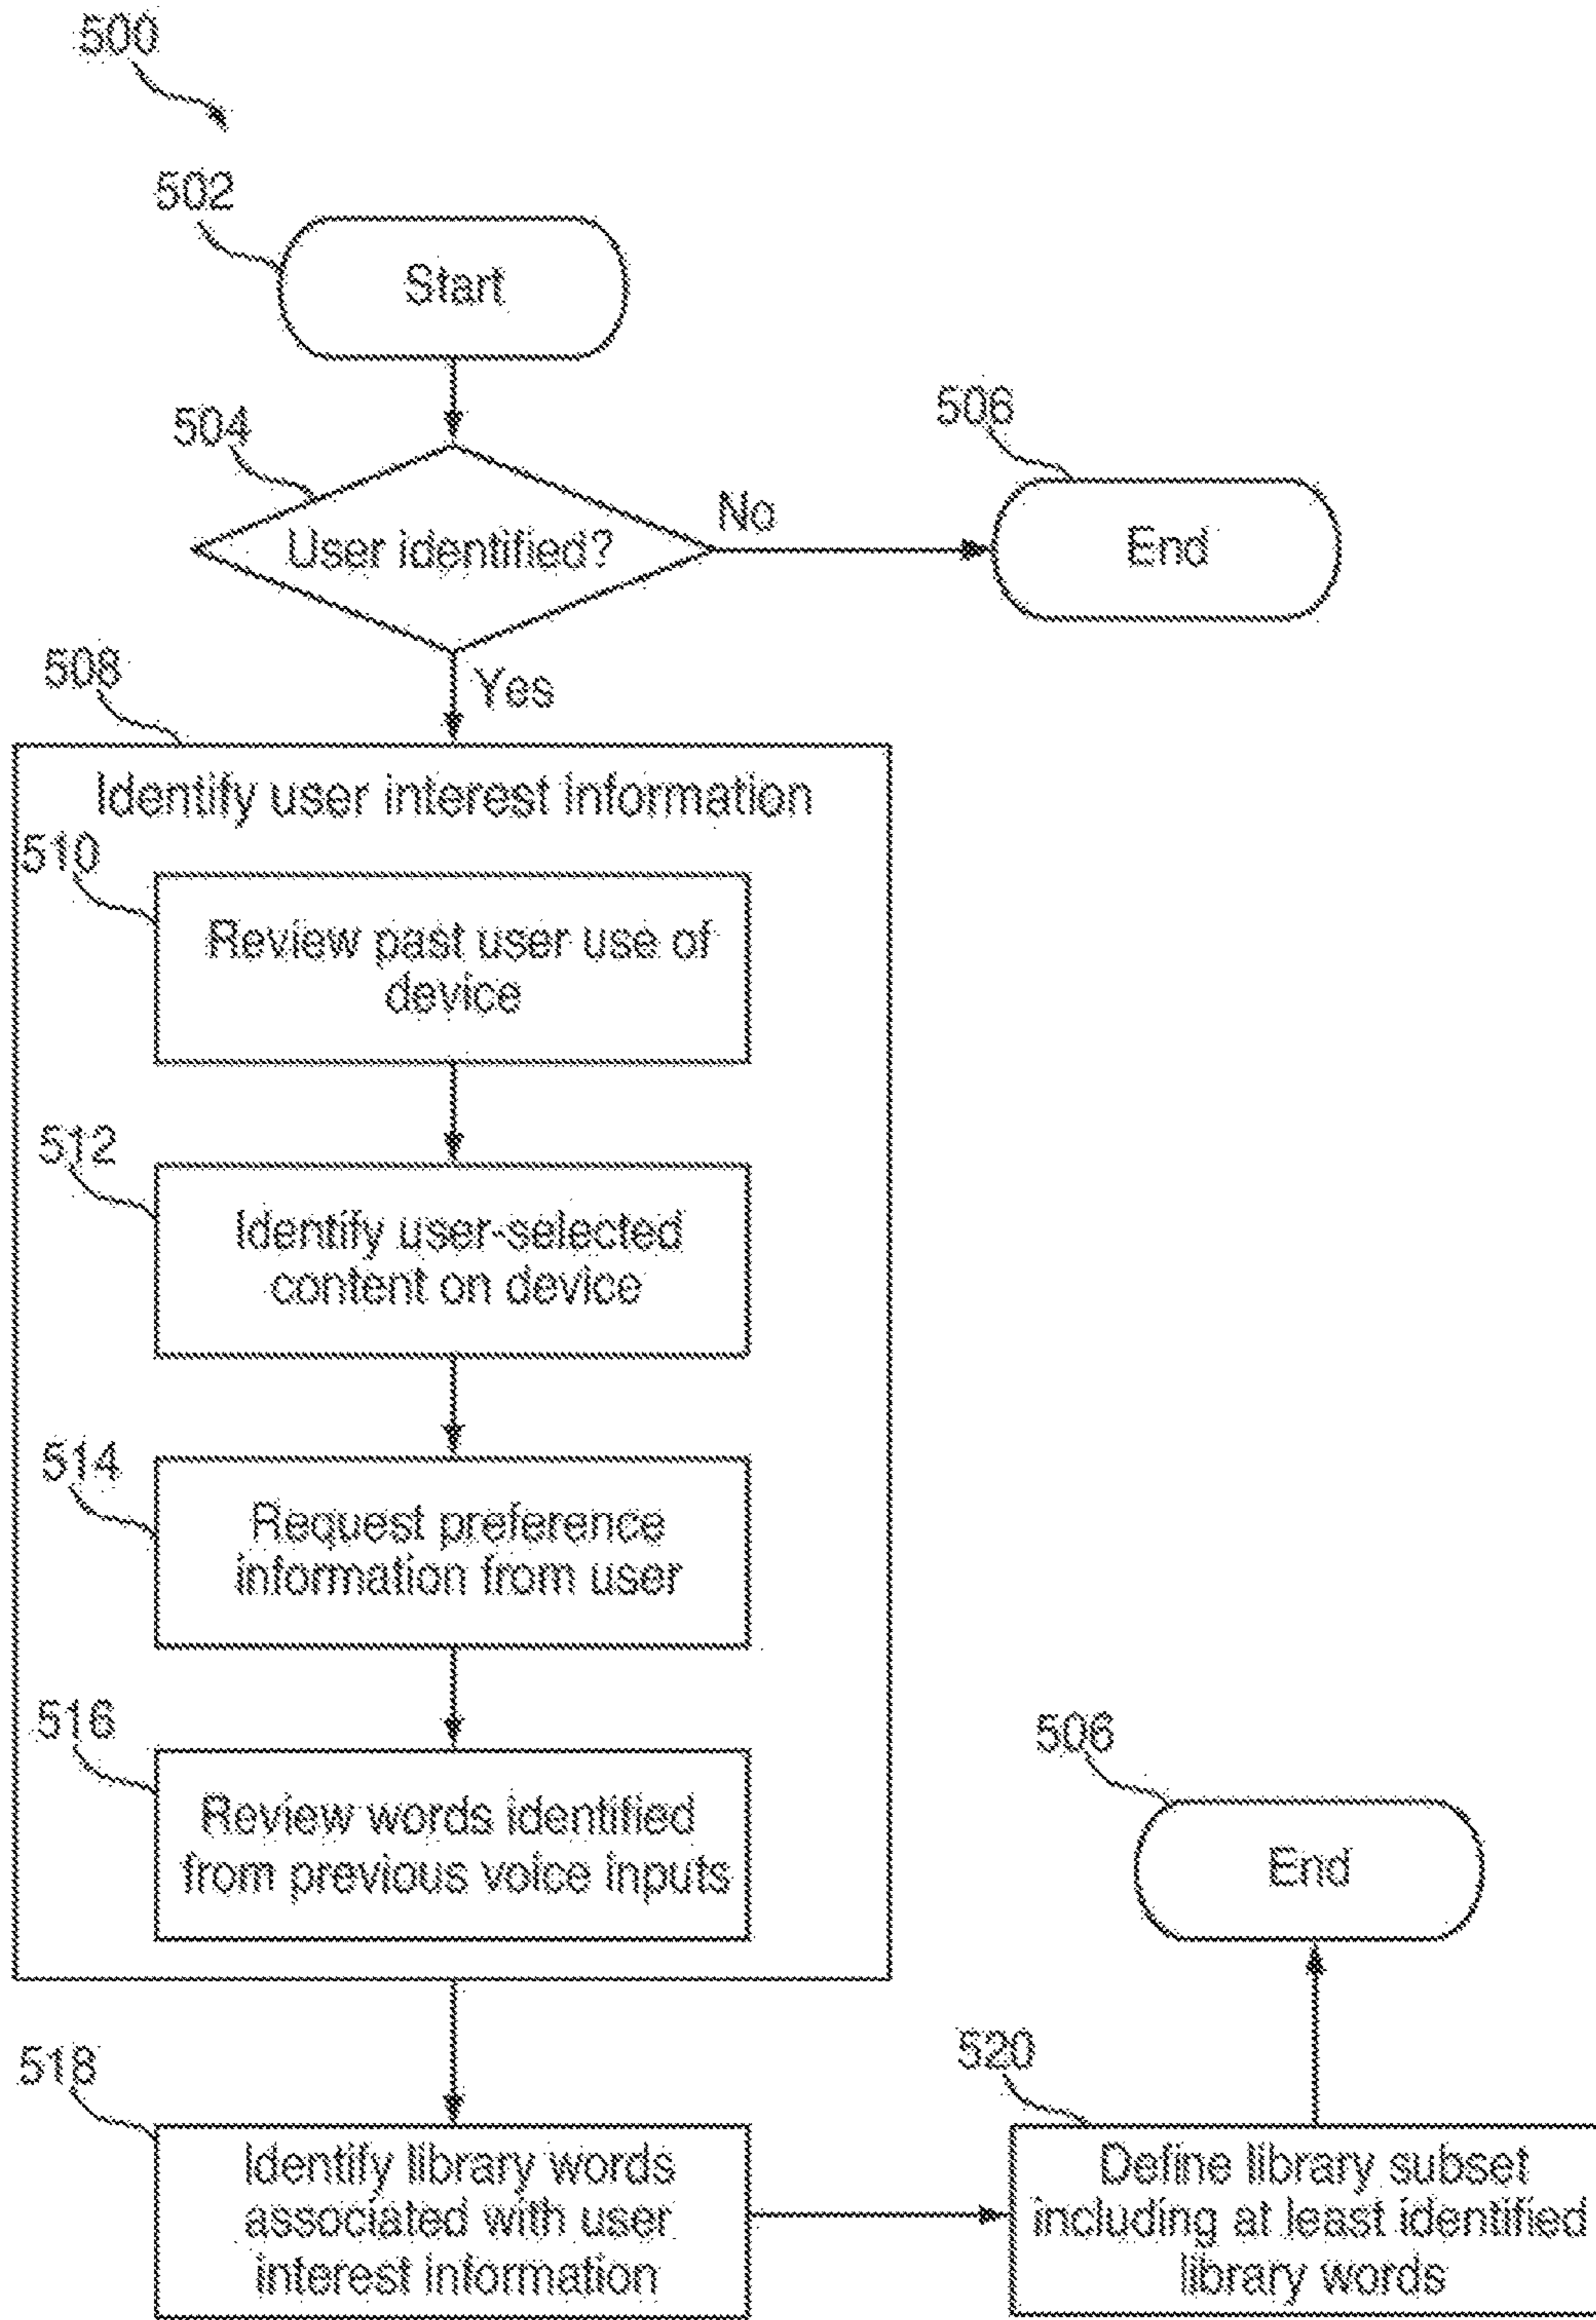 500
502
Start
504
User identified?
No
506
End
Yes
508
Identify user interest information
510
Review past user use of
device
512
Identify user-selected
content on device
514
Request preference
information from user
516
Review words identified
from previous voice inputs
506
End
518
Identify library words
associated with user
interest information
520
Define library subset
including at least identified
library words